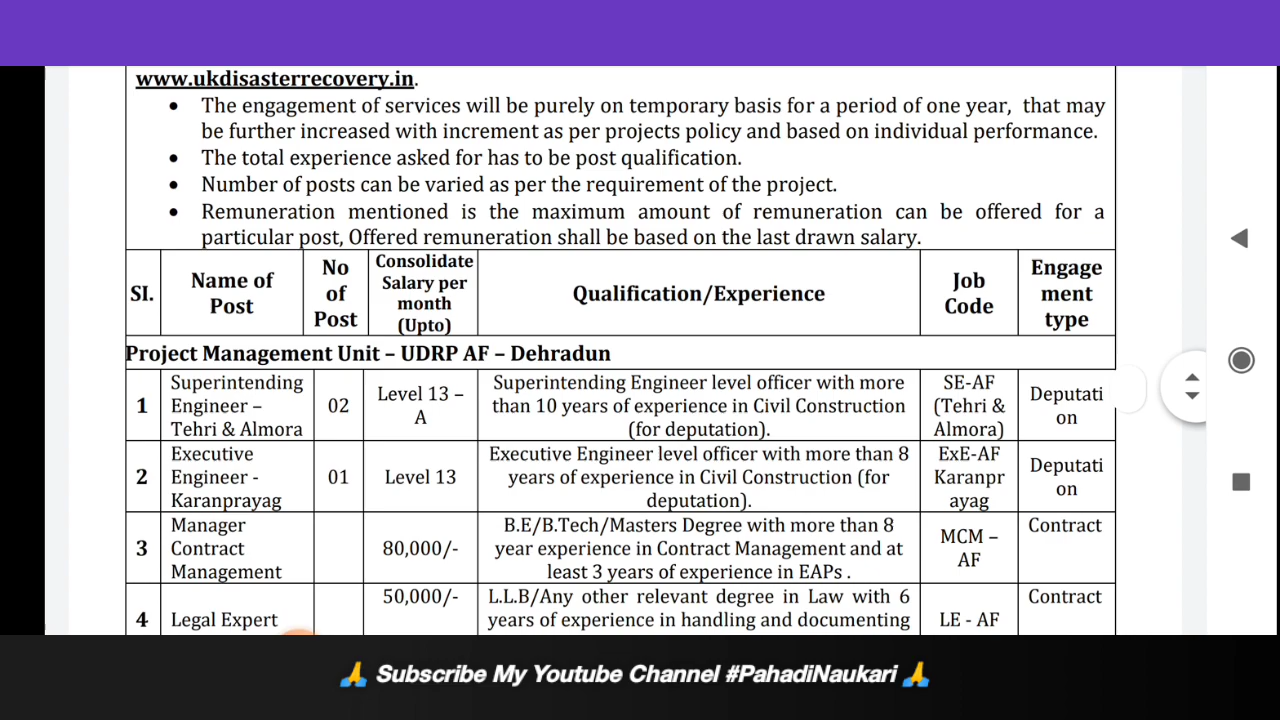 www.ukdisasterrecovery.in.
• The engagement of services will be purely on temporary basis for a period of one year, that may
be further increased with increment as per projects policy and based on individual performance.
• The total experience asked for has to be post qualification.
• Number of posts can be varied as per the requirement of the project.
• Remuneration mentioned is the maximum amount of remuneration can be offered for a
particular post, Offered remuneration shall be based on the last drawn salary.
SI.
Name of
Post
No
of
Post
Consolidate
Salary per
month
(Upto)
Qualification/Experience
Job
Code
Engage
ment
type
Project Management Unit – UDRP AF – Dehradun
1
Superintending
Engineer –
Tehri & Almora
02
Level 13 –
A
Superintending Engineer level officer with more
than 10 years of experience in Civil Construction
(for deputation).
SE-AF
(Tehri &
Almora)
Deputati
on
2
Executive
Engineer -
Karanprayag
01
Level 13
Executive Engineer level officer with more than 8
years of experience in Civil Construction (for
deputation).
ExE-AF
Karanpr
ayag
Deputati
on
3
Manager
Contract
Management
80,000/-
B.E/B.Tech/Masters Degree with more than 8
year experience in Contract Management and at
least 3 years of experience in EAPs .
MCM –
AF
Contract
4
Legal Expert
50,000/-
L.L.B/Any other relevant degree in Law with 6
years of experience in handling and documenting
LE - AF
Contract
🙏 Subscribe My Youtube Channel #PahadiNaukari 🙏